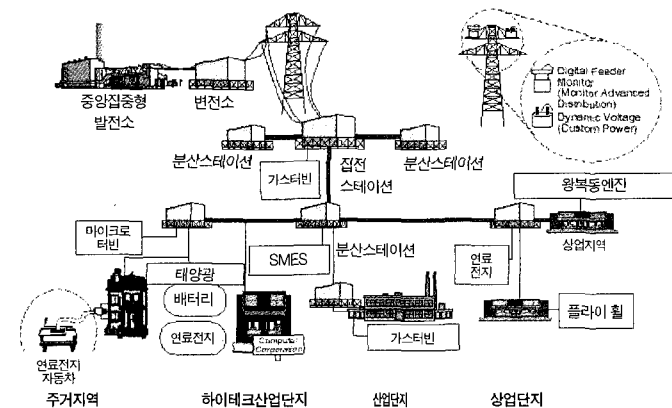 중앙집중형
발전소
변전소
Digital Feeder
Monitor
(Monitor Advanced
Distribution)
Dynamic Voltage
(Custom Power)
분산스테이션
가스터빈
집전
스테이션
분산스테이션
왕복동엔진
마이크로
터빈
SMES
분산스테이션
연료
전지
상업지역
태양광
배터리
연료전지
Computer
Corporation
가스터빈
플라이 휠
연료전지
자동차
주거지역
하이테크산업단지
산업단지
상업단지